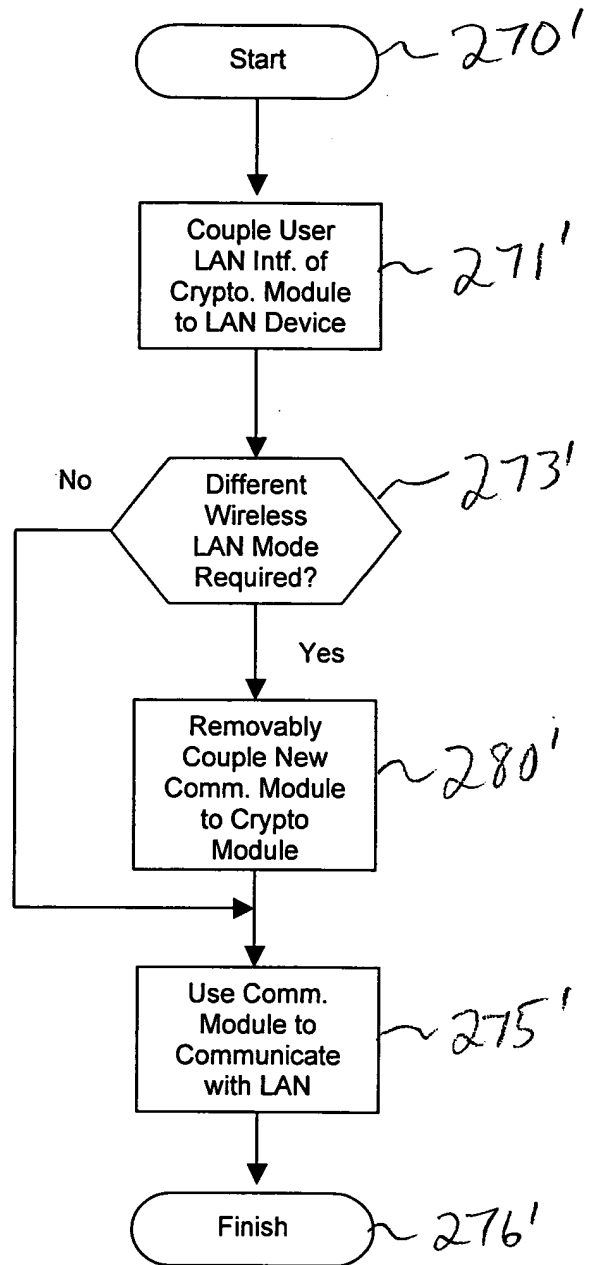 Start
270'
Couple User
LAN Intf. of
Crypto. Module
to LAN Device
271'
No
Different
Wireless
LAN Mode
Required?
273'
Yes
Removably
Couple New
Comm. Module
to Crypto
Module
280'
Use Comm.
Module to
Communicate
with LAN
275'
Finish
276'